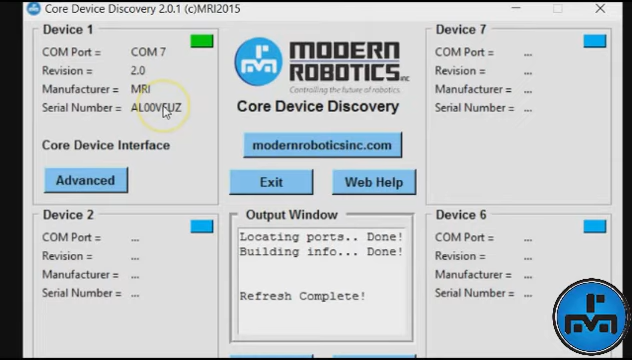 Core Device Discovery 2.0.1 (c)MRI2015
Device 1
COM Port = COM 7
Revision = 2.0
Manufacturer = MRI
Serial Number =
Core Device Interface
Advanced
MODERN
ROBOTICS INC
Controlling the future of robotics.
Core Device Discovery
modernroboticsinc.com
Exit
Web Help
Device 7
COM Port = ...
Revision = ...
Manufacturer = ...
Serial Number = ...
Device 2
COM Port = ...
Revision = ...
Manufacturer = ...
Serial Number = ...
Output Window
Locating ports.. Done!
Building info... Done!
Refresh Complete!
Device 6
COM Port = ...
Revision = ...
Manufacturer = ...
Serial Number = ...